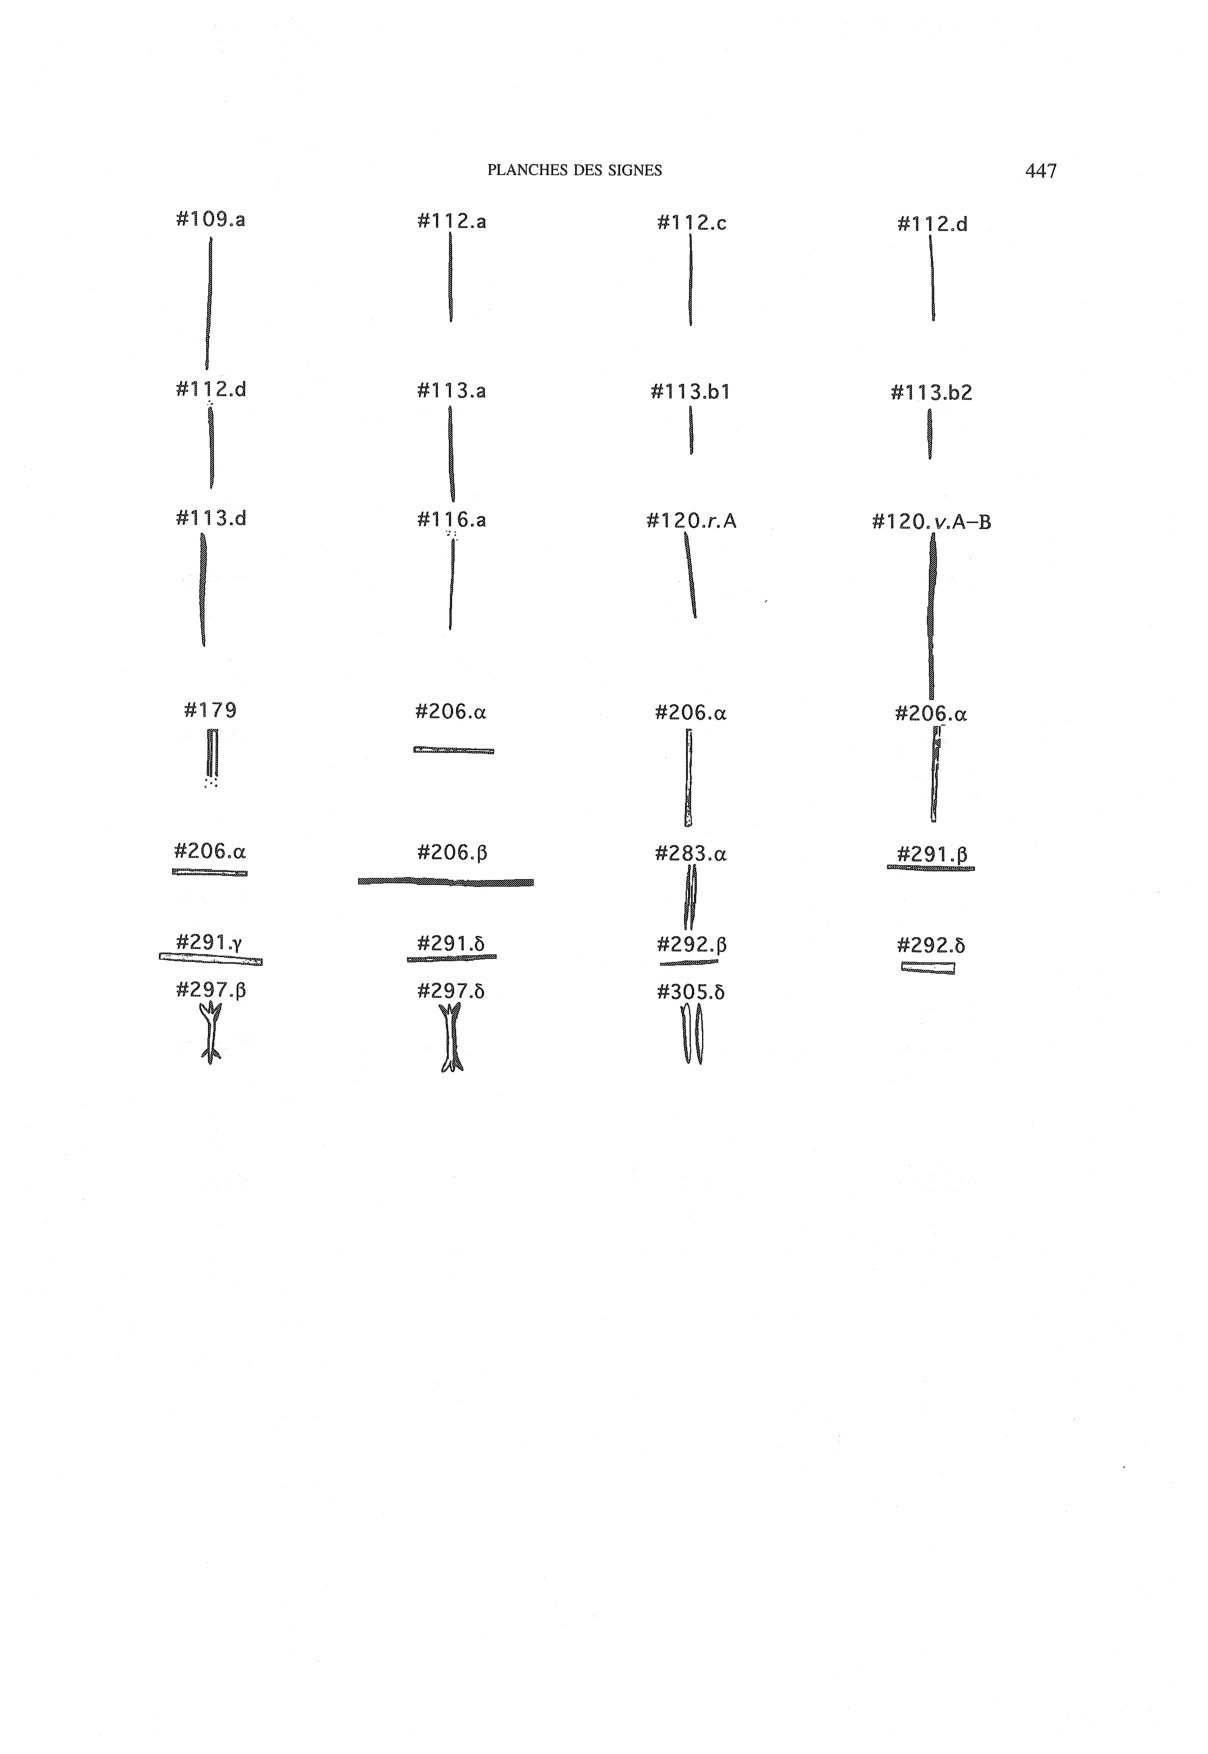 PLANCHES DES SIGNES 447
#109.a #112.a #112.c #112.d
#112.d #113.a #113.b1 #113.b2
#113.d #116.a #120.r.A #120.v.A–B
#179 #206.α #206.α #206.α
#206.α #206.β #283.α #291.β
#291.γ #291.δ #292.β #292.δ
#297.β #297.δ #305.δ